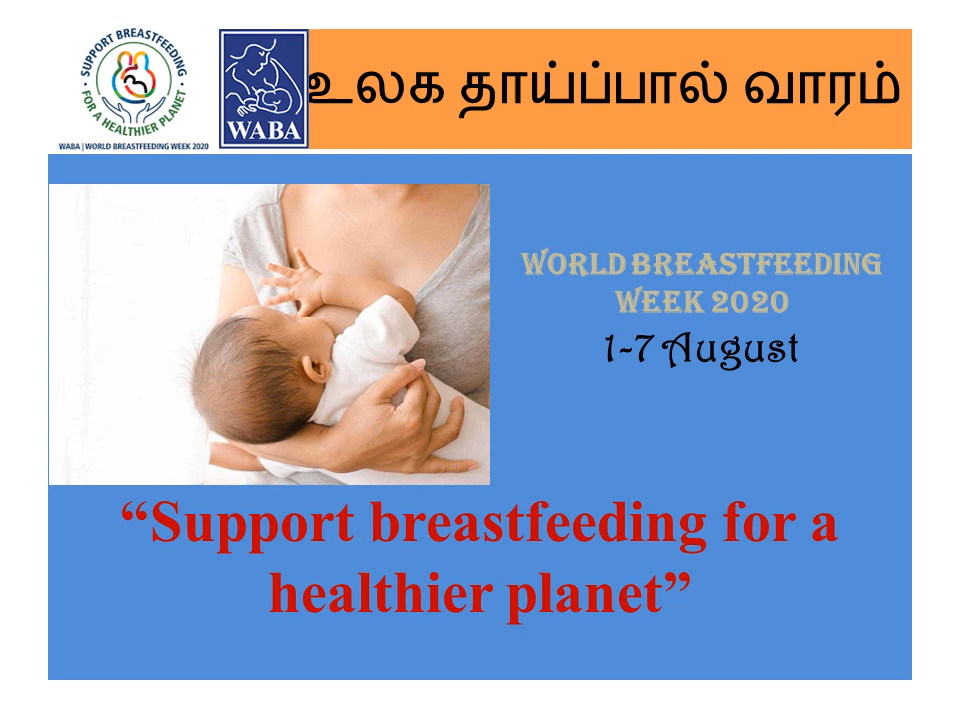 SUPPORT BREASTFEEDING
FOR A HEALTHIER PLANET
WABA | WORLD BREASTFEEDING WEEK 2020
WABA
உலக தாய்ப்பால் வாரம்
WORLD BREASTFEEDING
WEEK 2020
1-7 August
“Support breastfeeding for a
healthier planet”